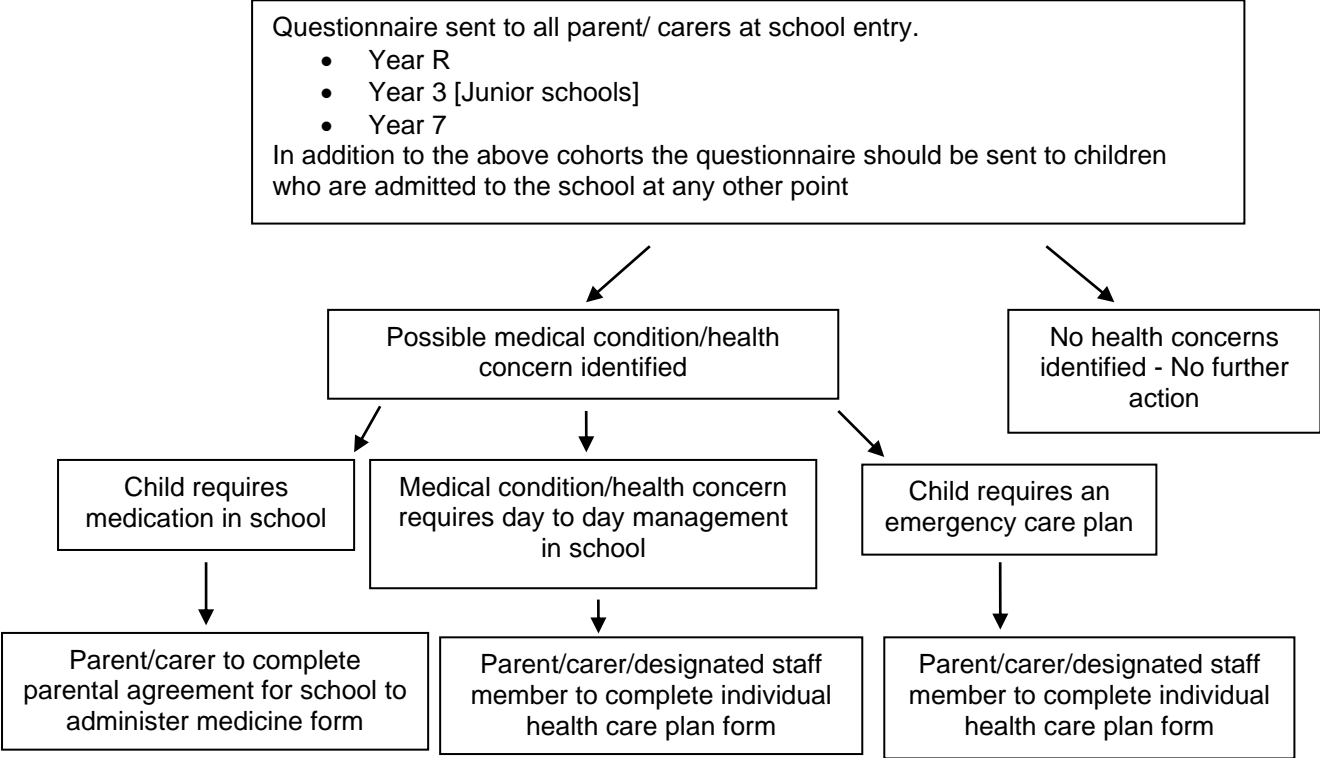 Questionnaire sent to all parent/ carers at school entry.
• Year R
• Year 3 [Junior schools]
• Year 7
In addition to the above cohorts the questionnaire should be sent to children
who are admitted to the school at any other point
Possible medical condition/health
concern identified
No health concerns
identified - No further
action
Child requires
medication in school
Medical condition/health concern
requires day to day management
in school
Child requires an
emergency care plan
Parent/carer to complete
parental agreement for school to
administer medicine form
Parent/carer/designated staff
member to complete individual
health care plan form
Parent/carer/designated staff
member to complete individual
health care plan form